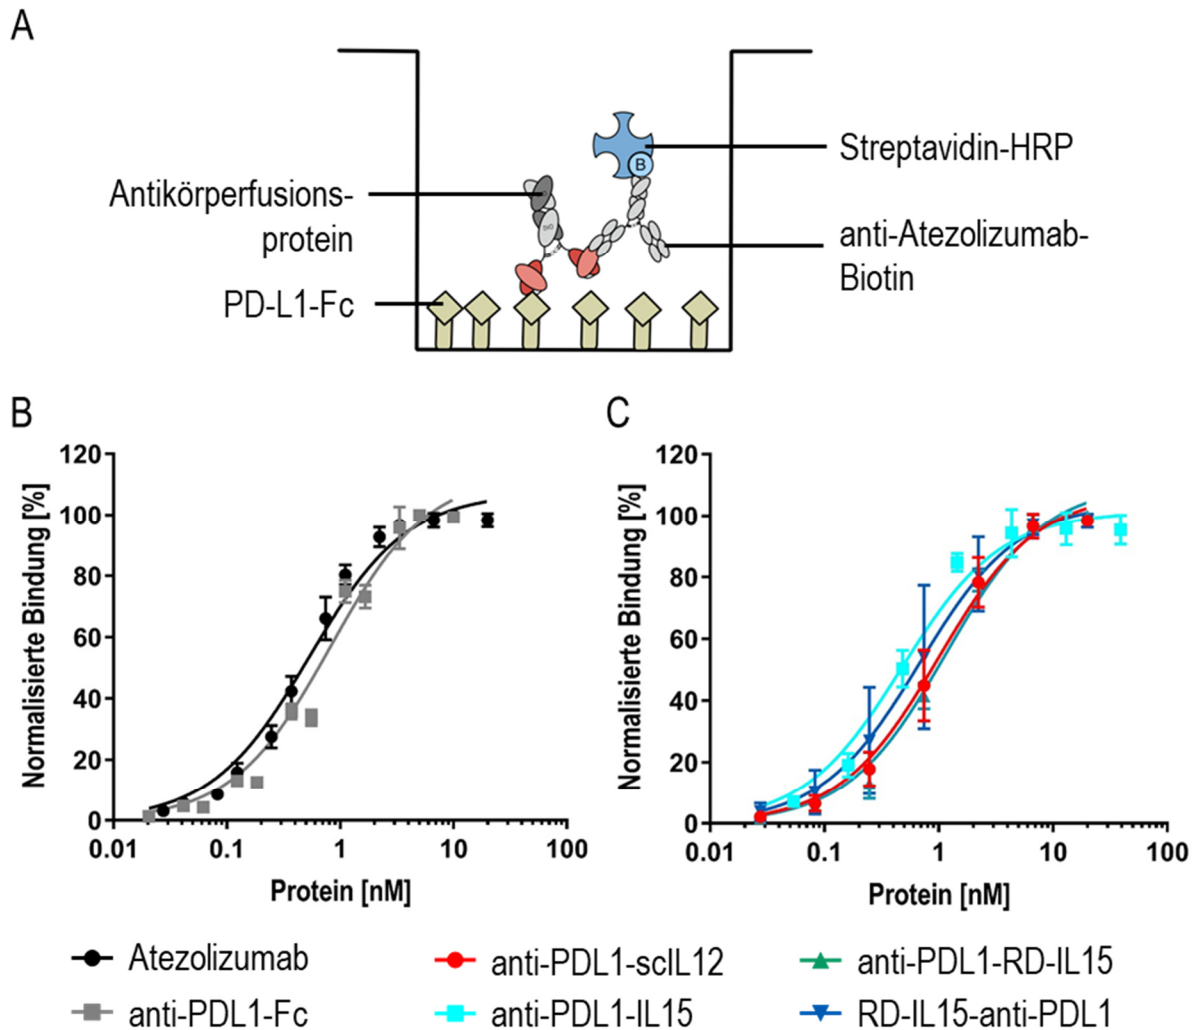 A
Streptavidin-HRP
B
Antikörperfusions-
protein
anti-Atezolizumab-
Biotin
PD-L1-Fc
B
C
120
100
80
60
40
20
0
Normalisierte Bindung [%]
0.01
0.1
1
10
100
Protein [nM]
120
100
80
60
40
20
0
Normalisierte Bindung [%]
0.01
0.1
1
10
100
Protein [nM]
Atezolizumab
anti-PDL1-scIL12
anti-PDL1-RD-IL15
anti-PDL1-Fc
anti-PDL1-IL15
RD-IL15-anti-PDL1